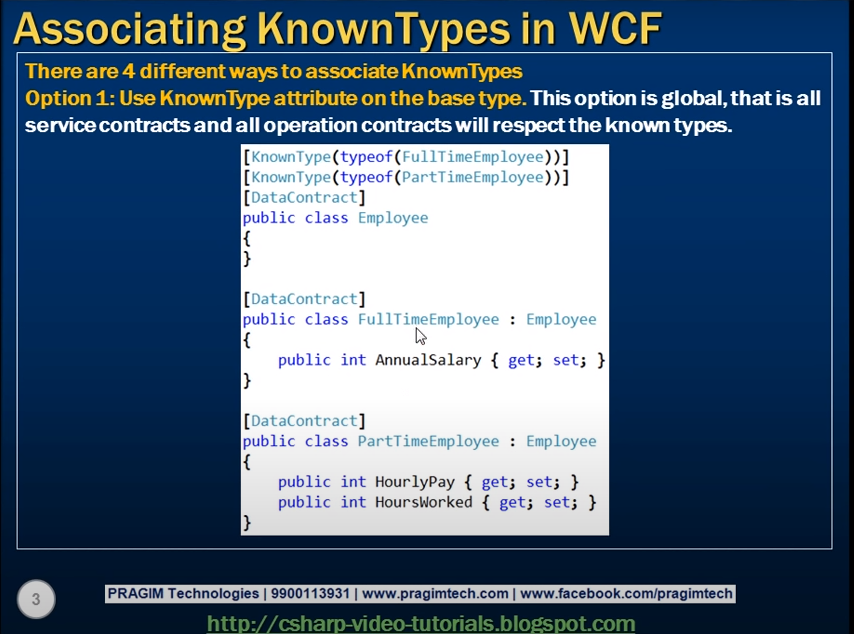 Associating KnownTypes in WCF
There are 4 different ways to associate KnownTypes
Option 1: Use KnownType attribute on the base type. This option is global, that is all
service contracts and all operation contracts will respect the known types.
[KnownType(typeof(FullTimeEmployee))]
[KnownType(typeof(PartTimeEmployee))]
[DataContract]
public class Employee
{
}
[DataContract]
public class FullTimeEmployee : Employee
{
public int AnnualSalary { get; set; }
}
[DataContract]
public class PartTimeEmployee : Employee
{
public int HourlyPay { get; set; }
public int HoursWorked { get; set; }
}
3
PRAGIM Technologies | 9900113931 | www.pragimtech.com | www.facebook.com/pragimtech
http://csharp-video-tutorials.blogspot.com